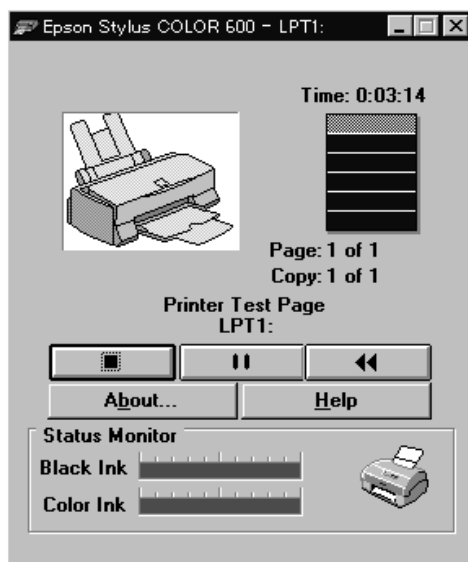 Epson Stylus COLOR 600 - LPT1:
Time: 0:03:14
Page: 1 of 1
Copy: 1 of 1
Printer Test Page
LPT1:
About...
Help
Status Monitor
Black Ink
Color Ink